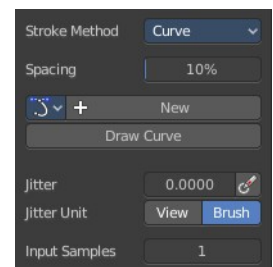 Stroke Method Curve
Spacing 10%
New
Draw Curve
Jitter 0.0000
Jitter Unit View Brush
Input Samples 1